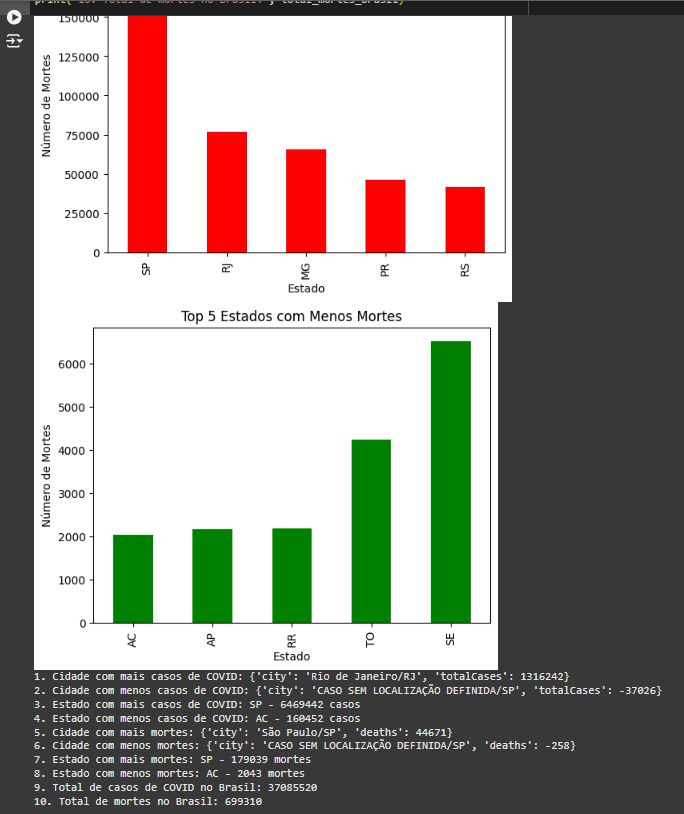 print("10. Total de mortes no Brasil:", total_mortes_brasil)
150000
125000
100000
75000
50000
25000
0
Número de Mortes
SP
RJ
MG
PR
RS
Estado
Top 5 Estados com Menos Mortes
6000
5000
4000
3000
2000
1000
0
Número de Mortes
AC
AP
RR
TO
SE
Estado
1. Cidade com mais casos de COVID: {'city': 'Rio de Janeiro/RJ', 'totalCases': 1316242}
2. Cidade com menos casos de COVID: {'city': 'CASO SEM LOCALIZAÇÃO DEFINIDA/SP', 'totalCases': -37026}
3. Estado com mais casos de COVID: SP - 6469442 casos
4. Estado com menos casos de COVID: AC - 160452 casos
5. Cidade com mais mortes: {'city': 'São Paulo/SP', 'deaths': 44671}
6. Cidade com menos mortes: {'city': 'CASO SEM LOCALIZAÇÃO DEFINIDA/SP', 'deaths': -258}
7. Estado com mais mortes: SP - 179039 mortes
8. Estado com menos mortes: AC - 2043 mortes
9. Total de casos de COVID no Brasil: 37085520
10. Total de mortes no Brasil: 699310